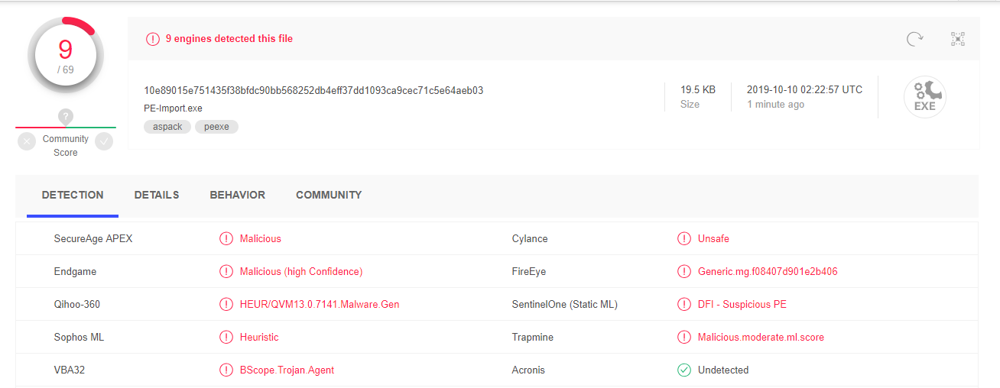 9
/ 69
?
Community
Score
9 engines detected this file
10e89015e751435f38bfdc90bb568252db4eff37dd1093ca9cec71c5e64aeb03
PE-Import.exe
aspack peexe
19.5 KB
Size
2019-10-10 02:22:57 UTC
1 minute ago
EXE
DETECTION DETAILS BEHAVIOR COMMUNITY
SecureAge APEX Malicious Cylance Unsafe
Endgame Malicious (high Confidence) FireEye Generic.mg.f08407d901e2b406
Qihoo-360 HEUR/QVM13.0.7141.Malware.Gen SentinelOne (Static ML) DFI - Suspicious PE
Sophos ML Heuristic Trapmine Malicious.moderate.ml.score
VBA32 BScope.Trojan.Agent Acronis Undetected